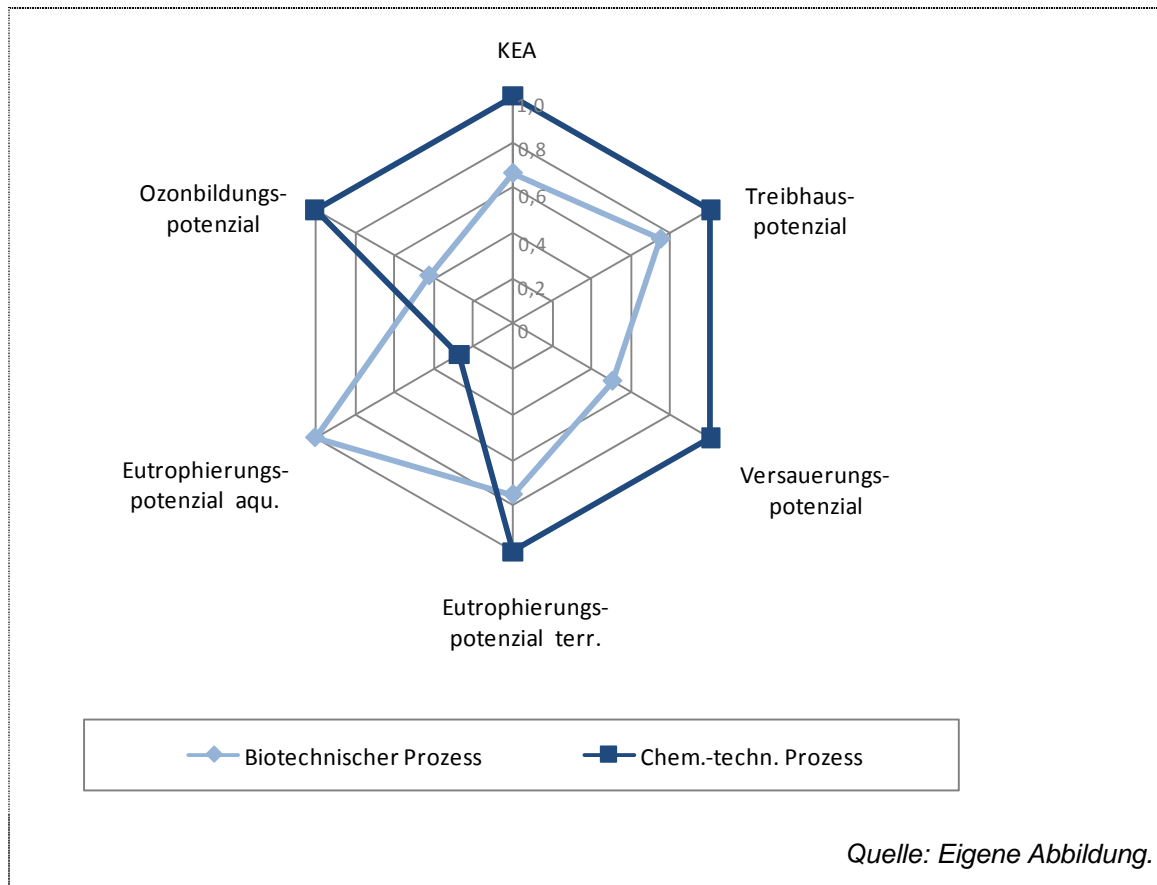 KEA
1,0
0,8
0,6
0,4
0,2
0
Ozonbildungs-
potenzial
Treibhaus-
potenzial
Eutrophierungs-
potenzial aqu.
Versauerungs-
potenzial
Eutrophierungs-
potenzial terr.
Biotechnischer Prozess
Chem.-techn. Prozess
Quelle: Eigene Abbildung.